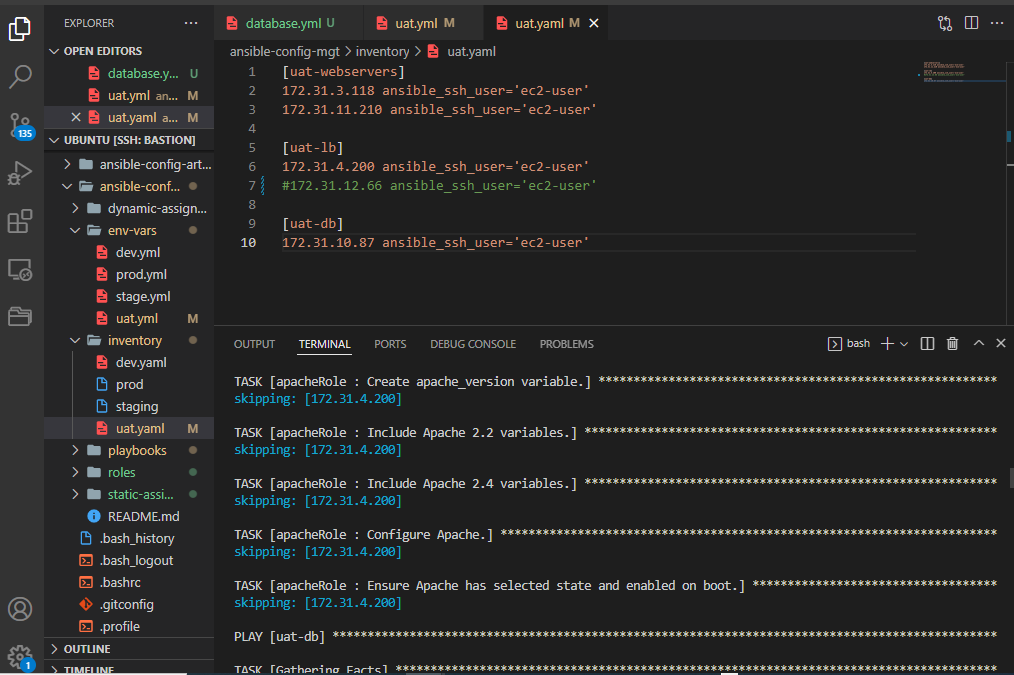 EXPLORER ...
OPEN EDITORS
database.y... U
uat.yml an... M
uat.yaml a... M
135
UBUNTU [SSH: BASTION]
ansible-config-art...
ansible-conf...
dynamic-assign...
env-vars
dev.yml
prod.yml
stage.yml
uat.yml M
inventory
dev.yaml
prod
staging
uat.yaml M
playbooks
roles
static-assi...
README.md
.bash_history
.bash_logout
.bashrc
.gitconfig
.profile
OUTLINE
TIMELINE
1
database.yml U
uat.yml M
uat.yaml M
ansible-config-mgt > inventory > uat.yaml
1 [uat-webservers]
2 172.31.3.118 ansible_ssh_user='ec2-user'
3 172.31.11.210 ansible_ssh_user='ec2-user'
4
5 [uat-lb]
6 172.31.4.200 ansible_ssh_user='ec2-user'
7 #172.31.12.66 ansible_ssh_user='ec2-user'
8
9 [uat-db]
10 172.31.10.87 ansible_ssh_user='ec2-user'
OUTPUT TERMINAL PORTS DEBUG CONSOLE PROBLEMS bash
TASK [apacheRole : Create apache_version variable.] *********************************************************
skipping: [172.31.4.200]
TASK [apacheRole : Include Apache 2.2 variables.] ***********************************************************
skipping: [172.31.4.200]
TASK [apacheRole : Include Apache 2.4 variables.] ***********************************************************
skipping: [172.31.4.200]
TASK [apacheRole : Configure Apache.] ***********************************************************************
skipping: [172.31.4.200]
TASK [apacheRole : Ensure Apache has selected state and enabled on boot.] ***********************************
skipping: [172.31.4.200]
PLAY [uat-db] ***********************************************************************************************
TASK [Gathering Facts] **************************************************************************************